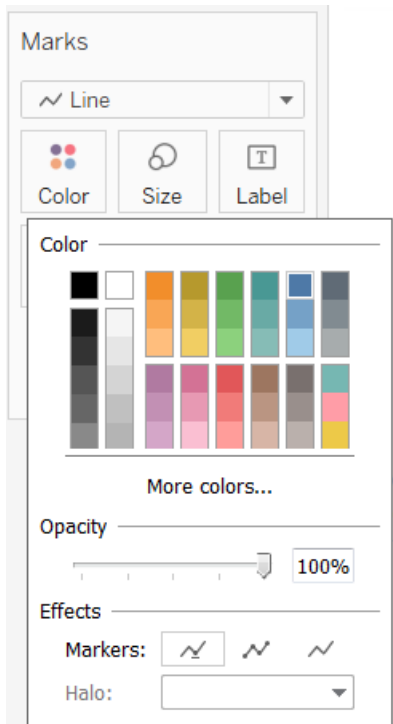 Marks
Line
Color Size Label
T
Color
More colors...
Opacity
100%
Effects
Markers:
Halo: